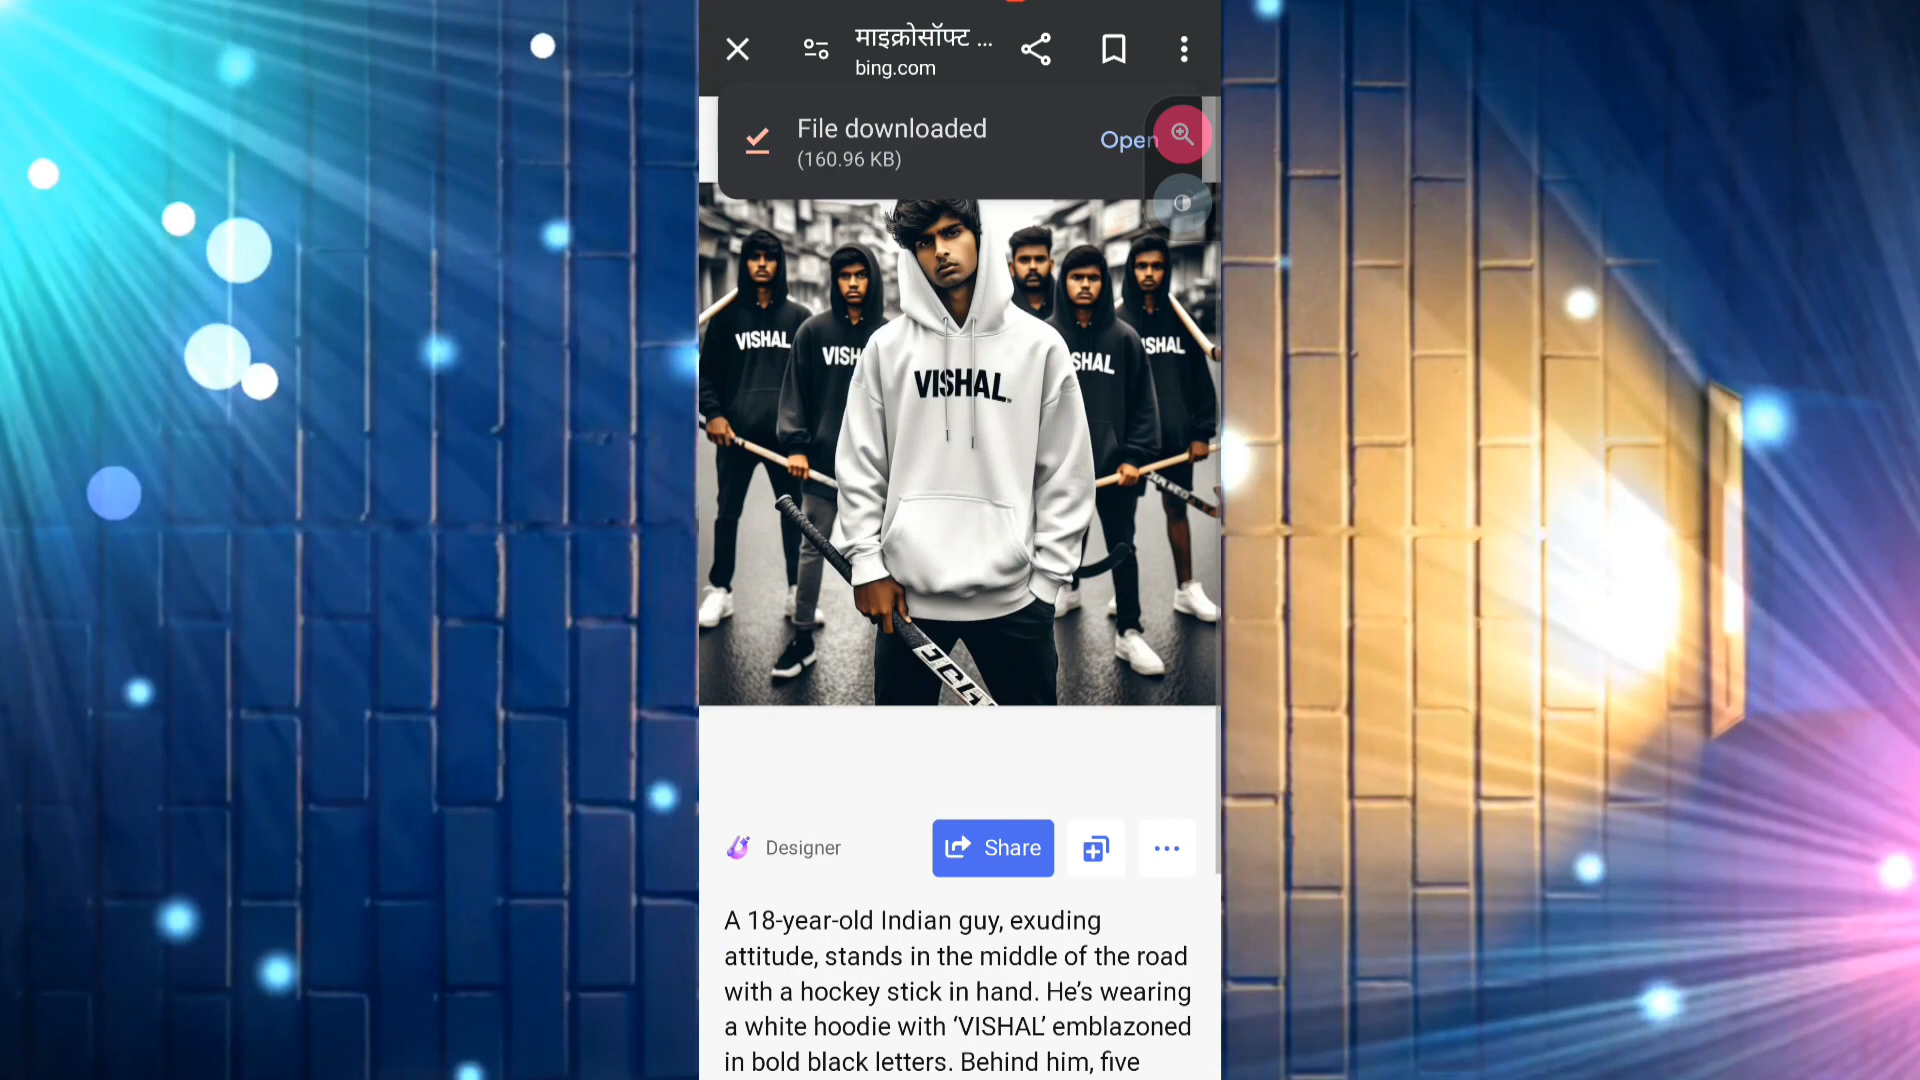 माइक्रोसॉफ्ट ...
bing.com
File downloaded
(160.96 KB)
Open
VISHAL
VISH
VISHAL
SHAL
ISHAL
Designer
Share
A 18-year-old Indian guy, exuding
attitude, stands in the middle of the road
with a hockey stick in hand. He’s wearing
a white hoodie with ‘VISHAL’ emblazoned
in bold black letters. Behind him, five